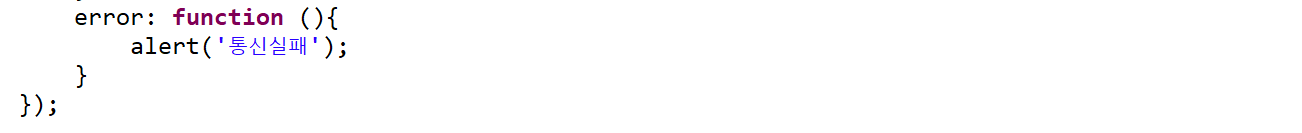 error: function (){
alert('통신실패');
}
});